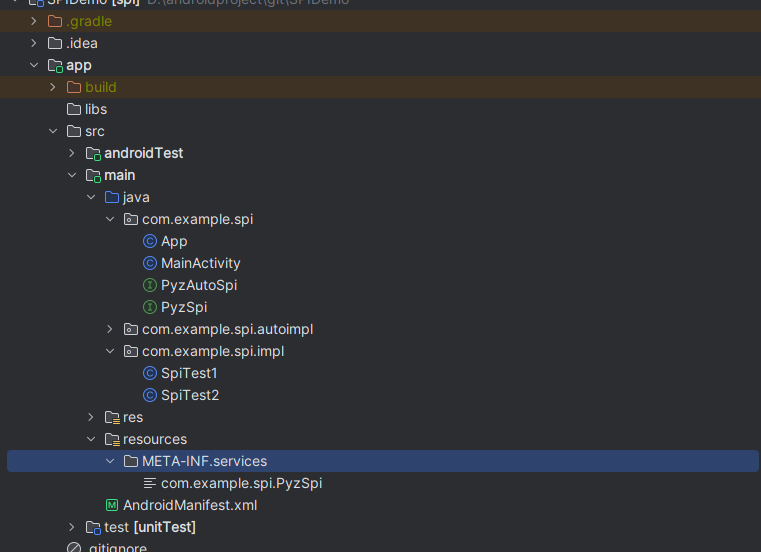 SPIDemo [spi] D:\androidproject\git\SPIDemo
.gradle
.idea
app
build
libs
src
androidTest
main
java
com.example.spi
App
MainActivity
PyzAutoSpi
PyzSpi
com.example.spi.autoimpl
com.example.spi.impl
SpiTest1
SpiTest2
res
resources
META-INF.services
com.example.spi.PyzSpi
AndroidManifest.xml
test [unitTest]
.gitignore